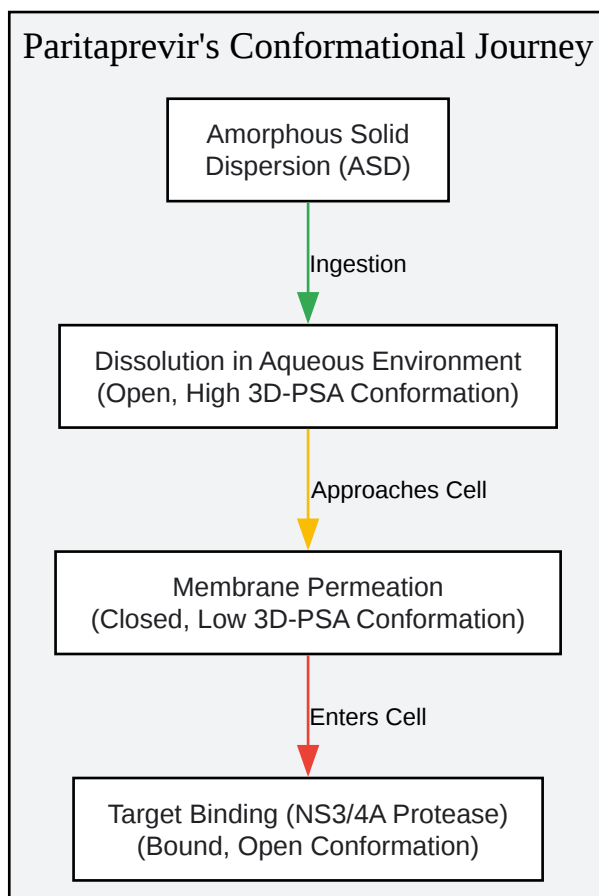 Paritaprevir's Conformational Journey
Amorphous Solid
Dispersion (ASD)
Ingestion
Dissolution in Aqueous Environment
(Open, High 3D-PSA Conformation)
Approaches Cell
Membrane Permeation
(Closed, Low 3D-PSA Conformation)
Enters Cell
Target Binding (NS3/4A Protease)
(Bound, Open Conformation)